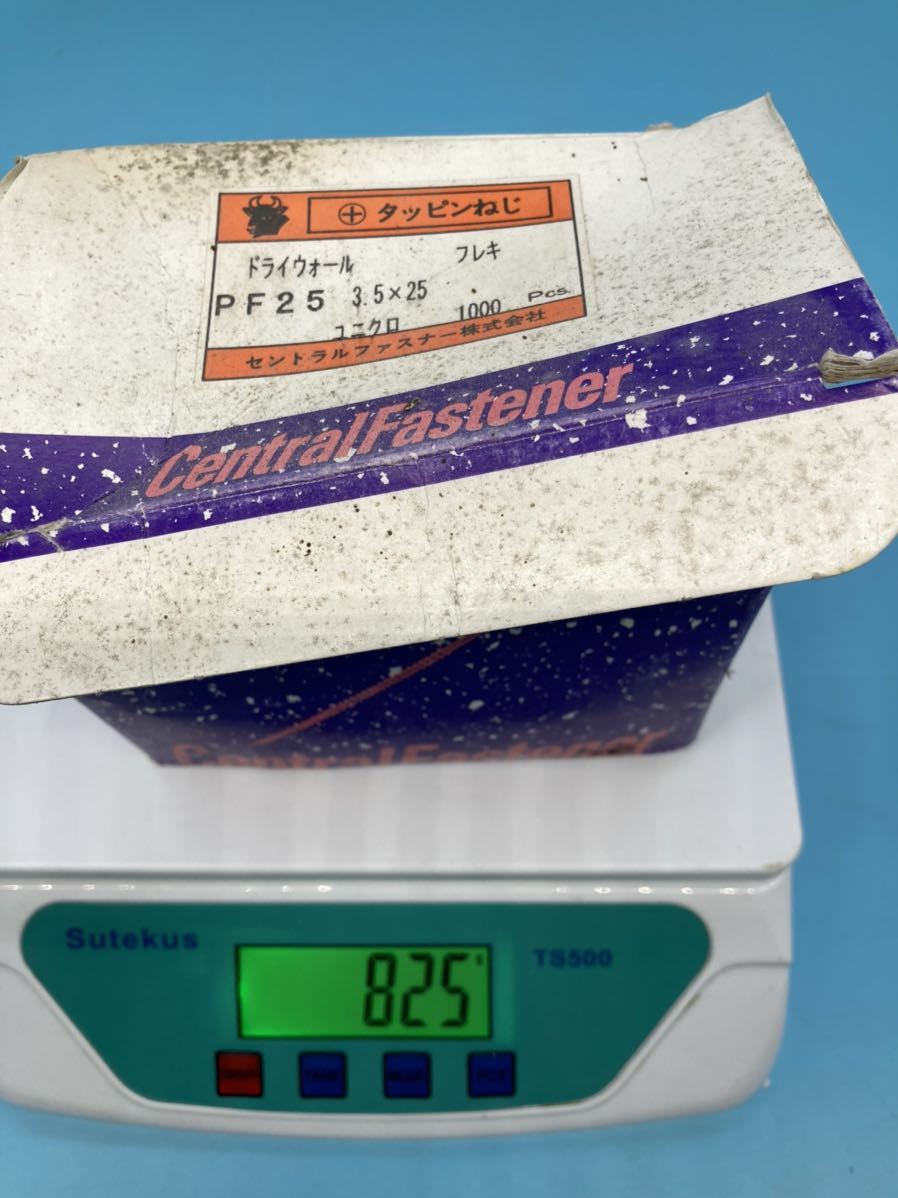 ⊕ タッピンねじ
ドライウォール フレキ
PF25 3.5×25
ユニクロ 1000 Pcs.
セントラルファスナー株式会社
CentralFastener
CentralFastener
Sutekus
TS500
825
PCS